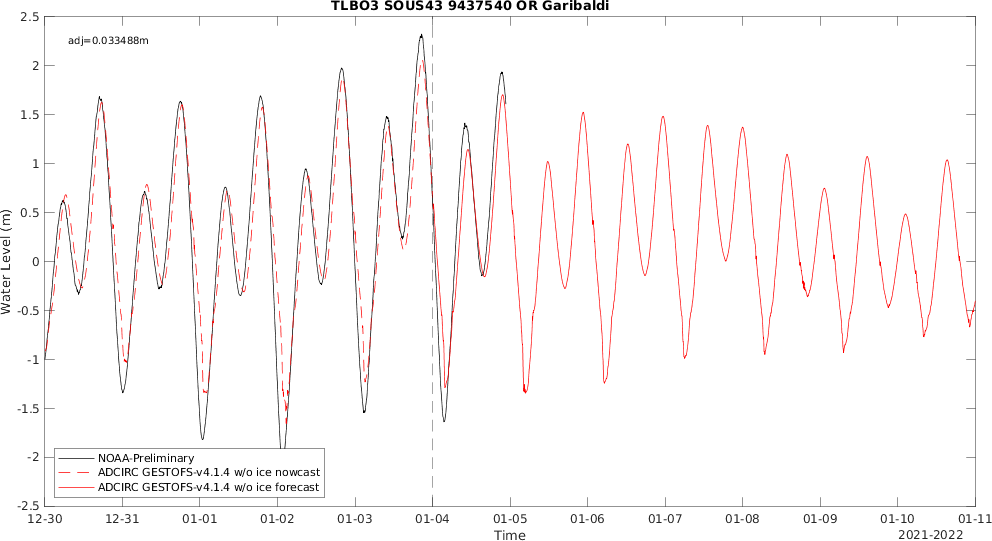 TLBO3 SOUS43 9437540 OR Garibaldi
adj=0.033488m
2.5
2
1.5
1
0.5
0
-0.5
-1
-1.5
-2
-2.5
Water Level (m)
NOAA-Preliminary
ADCIRC GESTOFS-v4.1.4 w/o ice nowcast
ADCIRC GESTOFS-v4.1.4 w/o ice forecast
12-30 12-31 01-01 01-02 01-03 01-04 01-05 01-06 01-07 01-08 01-09 01-10 01-11
Time
2021-2022